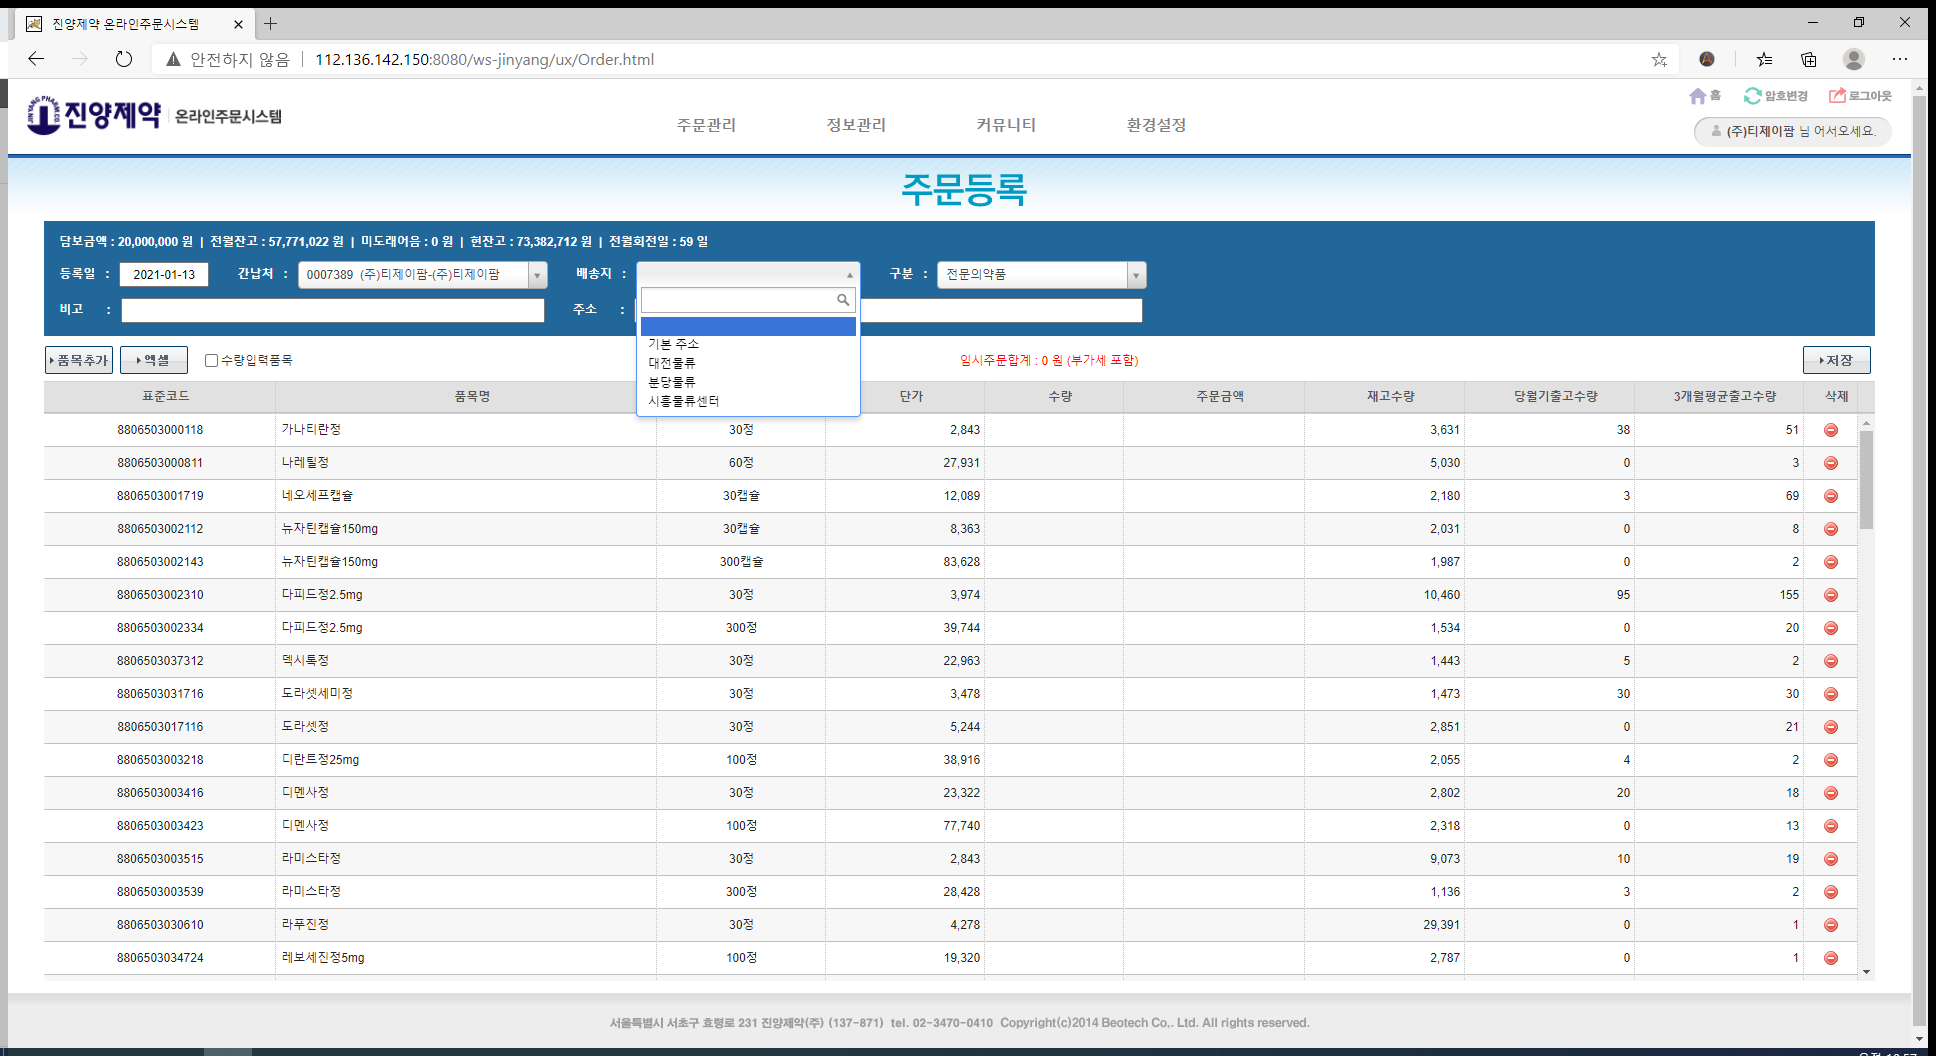 진양제약 온라인주문시스템
안전하지 않음 112.136.142.150:8080/ws-jinyang/ux/Order.html
홈 암호변경 로그아웃
JINYANG PHARM.CO 진양제약 온라인주문시스템
주문관리 정보관리 커뮤니티 환경설정
(주)티제이팜 님 어서오세요.
주문등록
담보금액 : 20,000,000 원 | 전월잔고 : 57,771,022 원 | 미도래어음 : 0 원 | 현잔고 : 73,382,712 원 | 전월회전일 : 59 일
등록일 : 2021-01-13 간납처 : 0007389 (주)티제이팜-(주)티제이팜 배송지 : 구분 : 전문의약품
비고 : 주소 :
기본 주소
대전물류
분당물류
시흥물류센터
품목추가 엑셀 수량입력품목 임시주문합계 : 0 원 (부가세 포함) 저장
표준코드 품목명 단가 수량 주문금액 재고수량 당월기출고수량 3개월평균출고수량 삭제
8806503000118 가나티란정 30정 2,843 3,631 38 51
8806503000811 나레틸정 60정 27,931 5,030 0 3
8806503001719 네오세프캡슐 30캡슐 12,089 2,180 3 69
8806503002112 뉴자틴캡슐150mg 30캡슐 8,363 2,031 0 8
8806503002143 뉴자틴캡슐150mg 300캡슐 83,628 1,987 0 2
8806503002310 다피드정2.5mg 30정 3,974 10,460 95 155
8806503002334 다피드정2.5mg 300정 39,744 1,534 0 20
8806503037312 덱시톡정 30정 22,963 1,443 5 2
8806503031716 도라셋세미정 30정 3,478 1,473 30 30
8806503017116 도라셋정 30정 5,244 2,851 0 21
8806503003218 디란트정25mg 100정 38,916 2,055 4 2
8806503003416 디멘사정 30정 23,322 2,802 20 18
8806503003423 디멘사정 100정 77,740 2,318 0 13
8806503003515 라미스타정 30정 2,843 9,073 10 19
8806503003539 라미스타정 300정 28,428 1,136 3 2
8806503030610 라푸진정 30정 4,278 29,391 0 1
8806503034724 레보세진정5mg 100정 19,320 2,787 0 1
서울특별시 서초구 효령로 231 진양제약(주) (137-871) tel. 02-3470-0410 Copyright(c)2014 Beotech Co,. Ltd. All rights reserved.